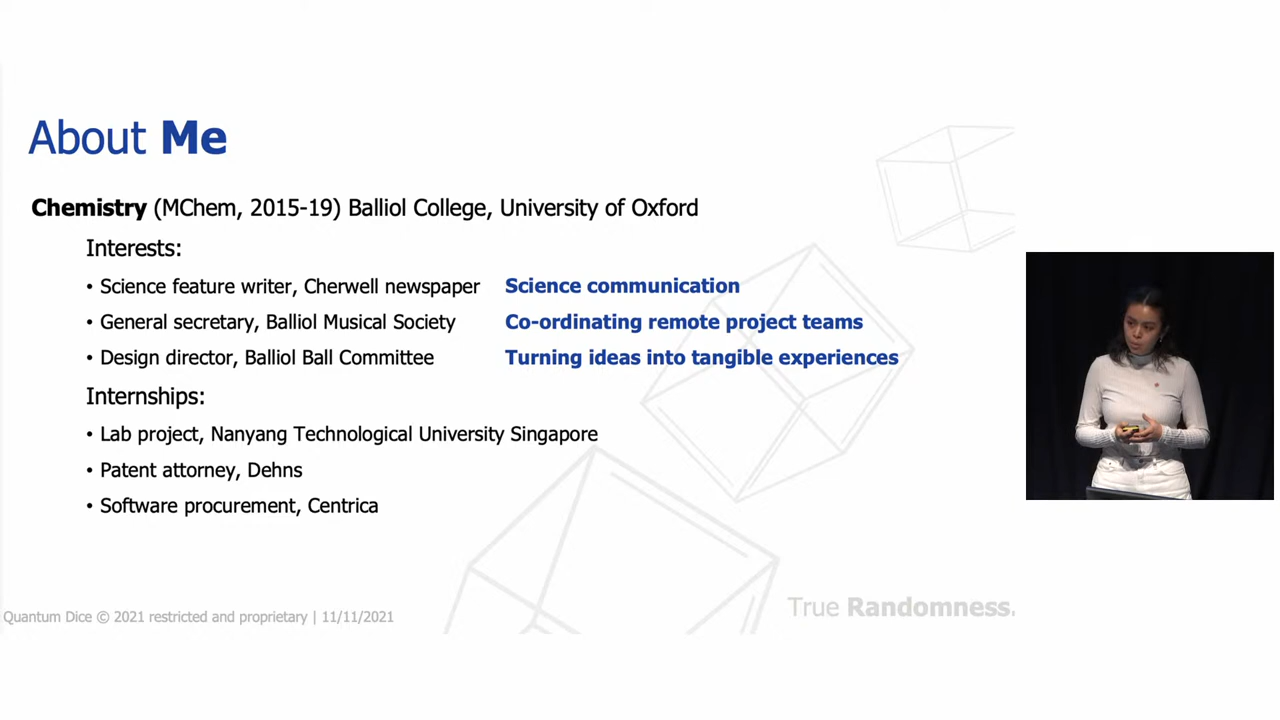 About Me
Chemistry (MChem, 2015-19) Balliol College, University of Oxford
Interests:
• Science feature writer, Cherwell newspaper Science communication
• General secretary, Balliol Musical Society Co-ordinating remote project teams
• Design director, Balliol Ball Committee Turning ideas into tangible experiences
Internships:
• Lab project, Nanyang Technological University Singapore
• Patent attorney, Dehns
• Software procurement, Centrica
Quantum Dice © 2021 restricted and proprietary | 11/11/2021
True Randomness.